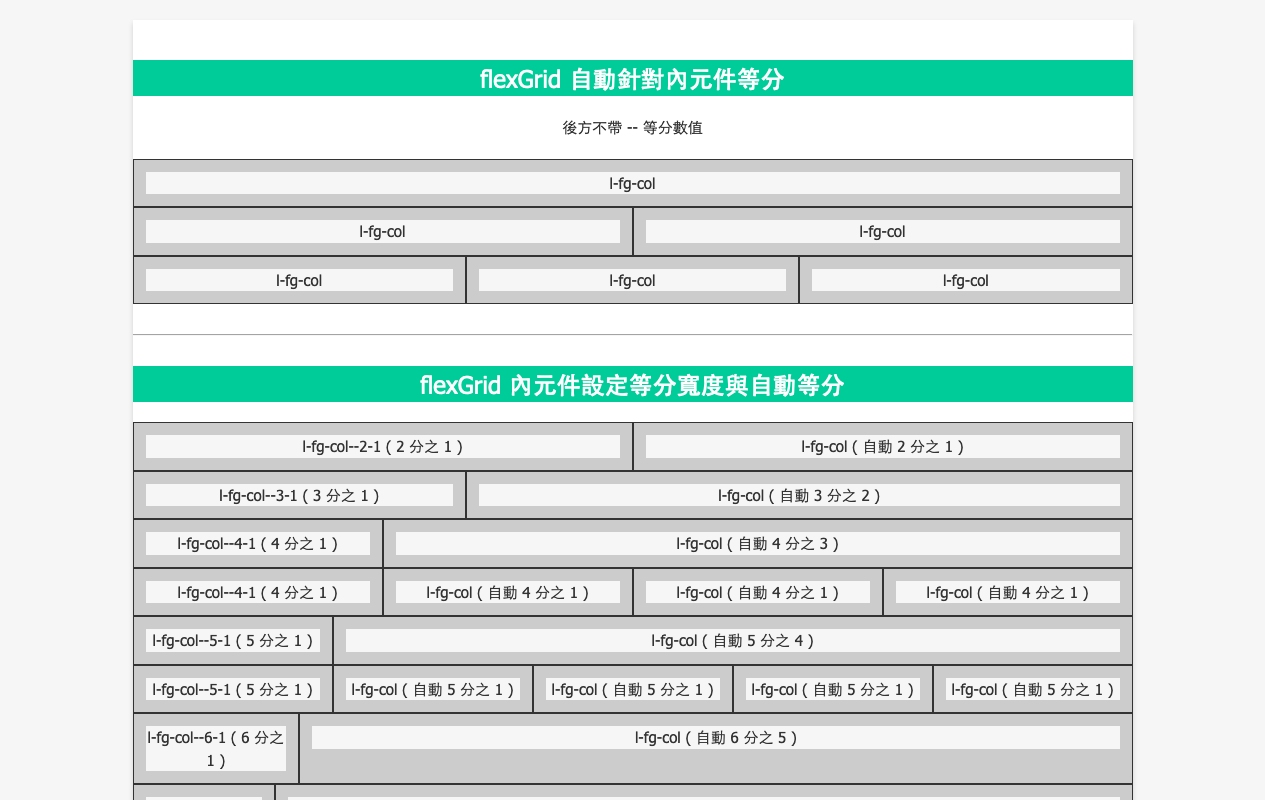 flexGrid 自動針對內元件等分
後方不帶 -- 等分數值
l-fg-col
l-fg-col l-fg-col
l-fg-col l-fg-col l-fg-col
flexGrid 內元件設定等分寬度與自動等分
l-fg-col--2-1 ( 2 分之 1 ) l-fg-col ( 自動 2 分之 1 )
l-fg-col--3-1 ( 3 分之 1 ) l-fg-col ( 自動 3 分之 2 )
l-fg-col--4-1 ( 4 分之 1 ) l-fg-col ( 自動 4 分之 3 )
l-fg-col--4-1 ( 4 分之 1 ) l-fg-col ( 自動 4 分之 1 ) l-fg-col ( 自動 4 分之 1 ) l-fg-col ( 自動 4 分之 1 )
l-fg-col--5-1 ( 5 分之 1 ) l-fg-col ( 自動 5 分之 4 )
l-fg-col--5-1 ( 5 分之 1 ) l-fg-col ( 自動 5 分之 1 ) l-fg-col ( 自動 5 分之 1 ) l-fg-col ( 自動 5 分之 1 ) l-fg-col ( 自動 5 分之 1 )
l-fg-col--6-1 ( 6 分之 l-fg-col ( 自動 6 分之 5 )
1 )